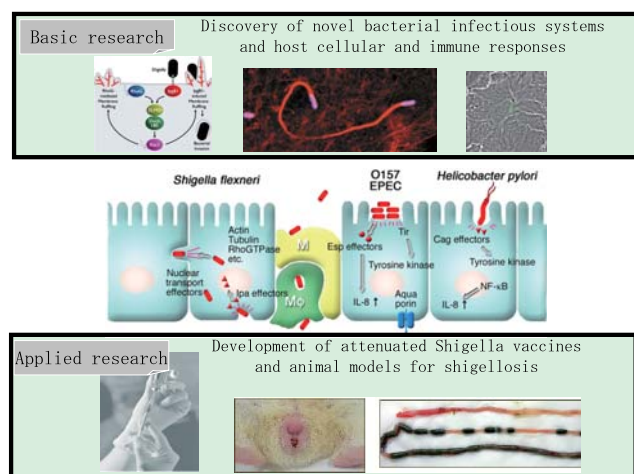 Basic research
Discovery of novel bacterial infectious systems
and host cellular and immune responses
Shigella
Bacterial
invasion
Shigella flexneri
O157
EPEC
Helicobacter pylori
Actin
Tubulin
RhoGTPase
etc.
M
Esp effectors
Tir
Cag effectors
Tyrosine kinase
Tyrosine kinase
Nuclear
transport
effectors
Ipa effectors
Mφ
IL-8 ↑
Aqua
porin
NF-κB
IL-8 ↑
Applied research
Development of attenuated Shigella vaccines
and animal models for shigellosis